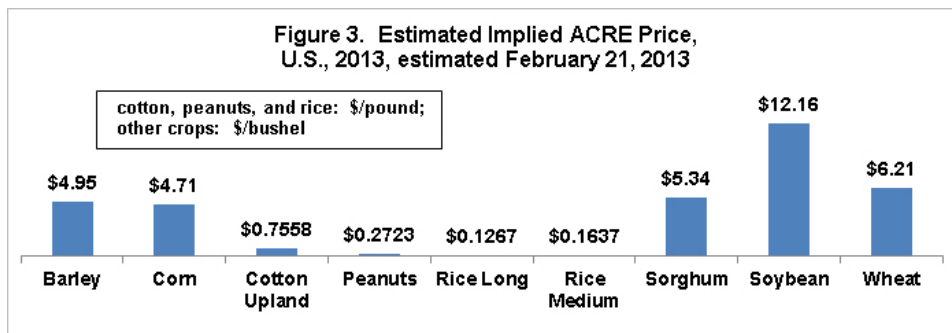 Figure 3. Estimated Implied ACRE Price,
U.S., 2013, estimated February 21, 2013
cotton, peanuts, and rice: $/pound;
other crops: $/bushel
$4.95
$4.71
$0.7558
$0.2723
$0.1267
$0.1637
$5.34
$12.16
$6.21
Barley
Corn
Cotton
Upland
Peanuts
Rice Long
Rice
Medium
Sorghum
Soybean
Wheat